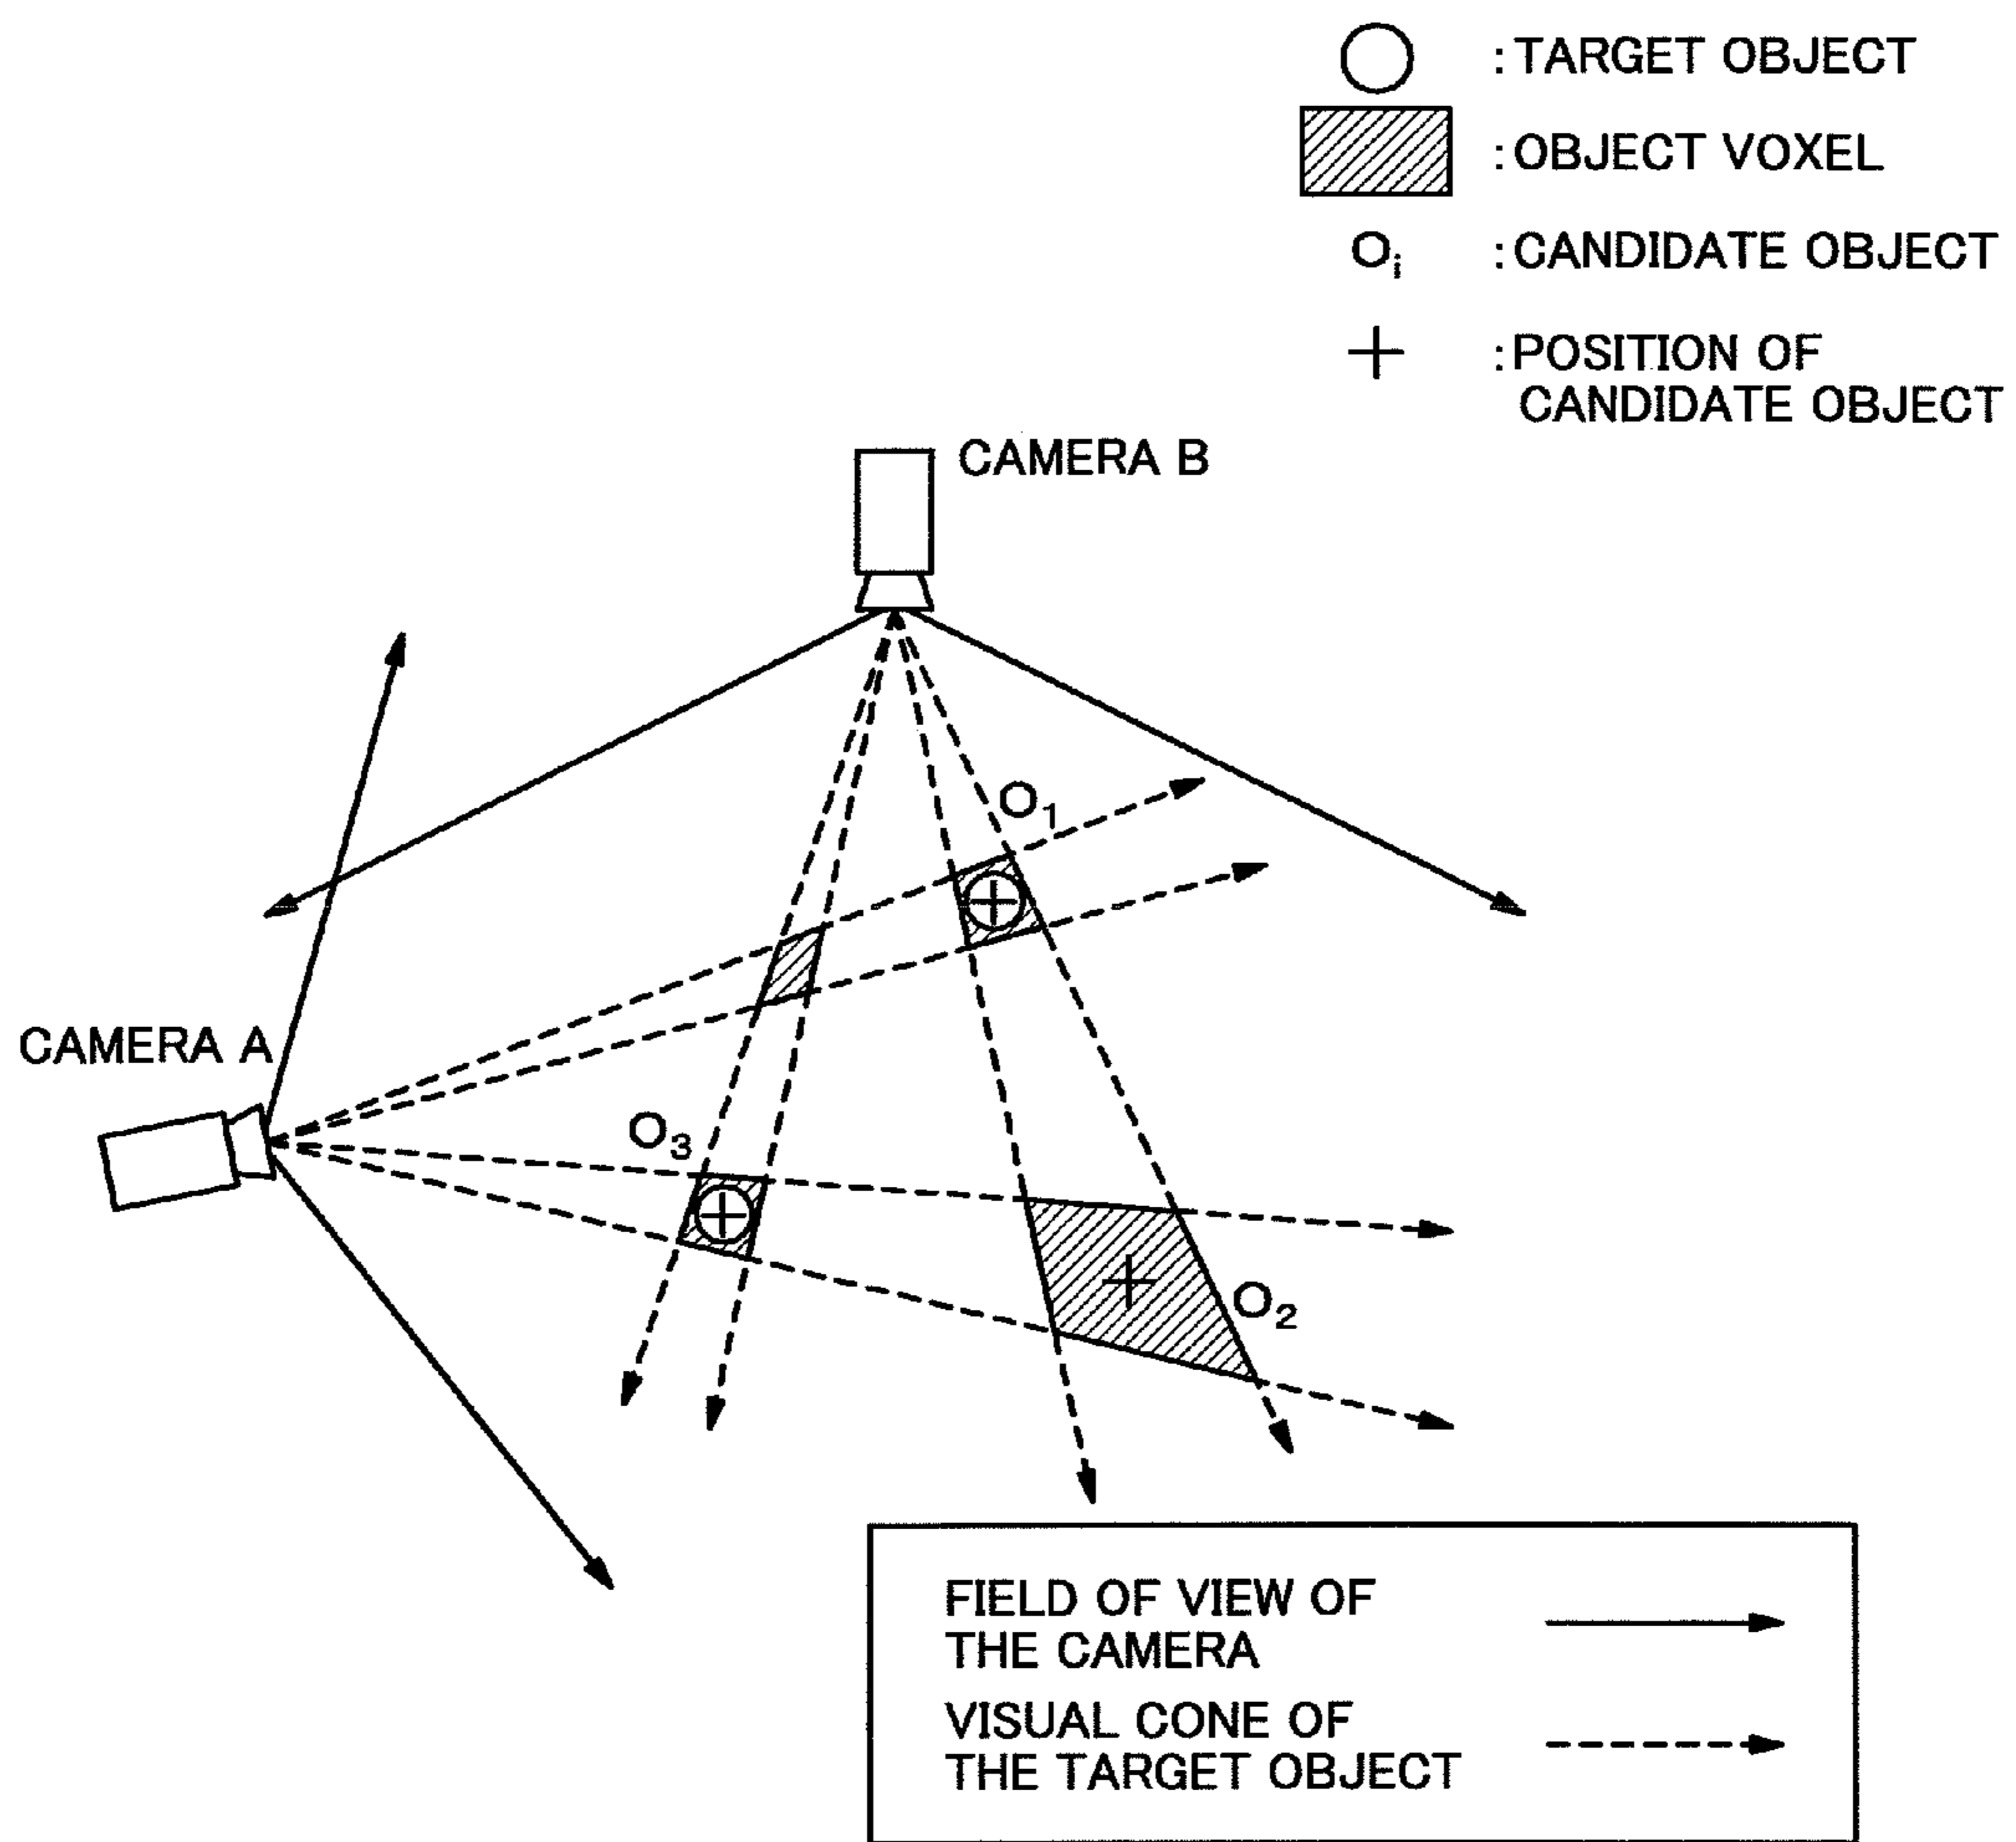 :TARGET OBJECT
:OBJECT VOXEL
Oi :CANDIDATE OBJECT
:POSITION OF
CANDIDATE OBJECT
CAMERA B
O1
CAMERA A
O3
O2
FIELD OF VIEW OF
THE CAMERA
VISUAL CONE OF
THE TARGET OBJECT